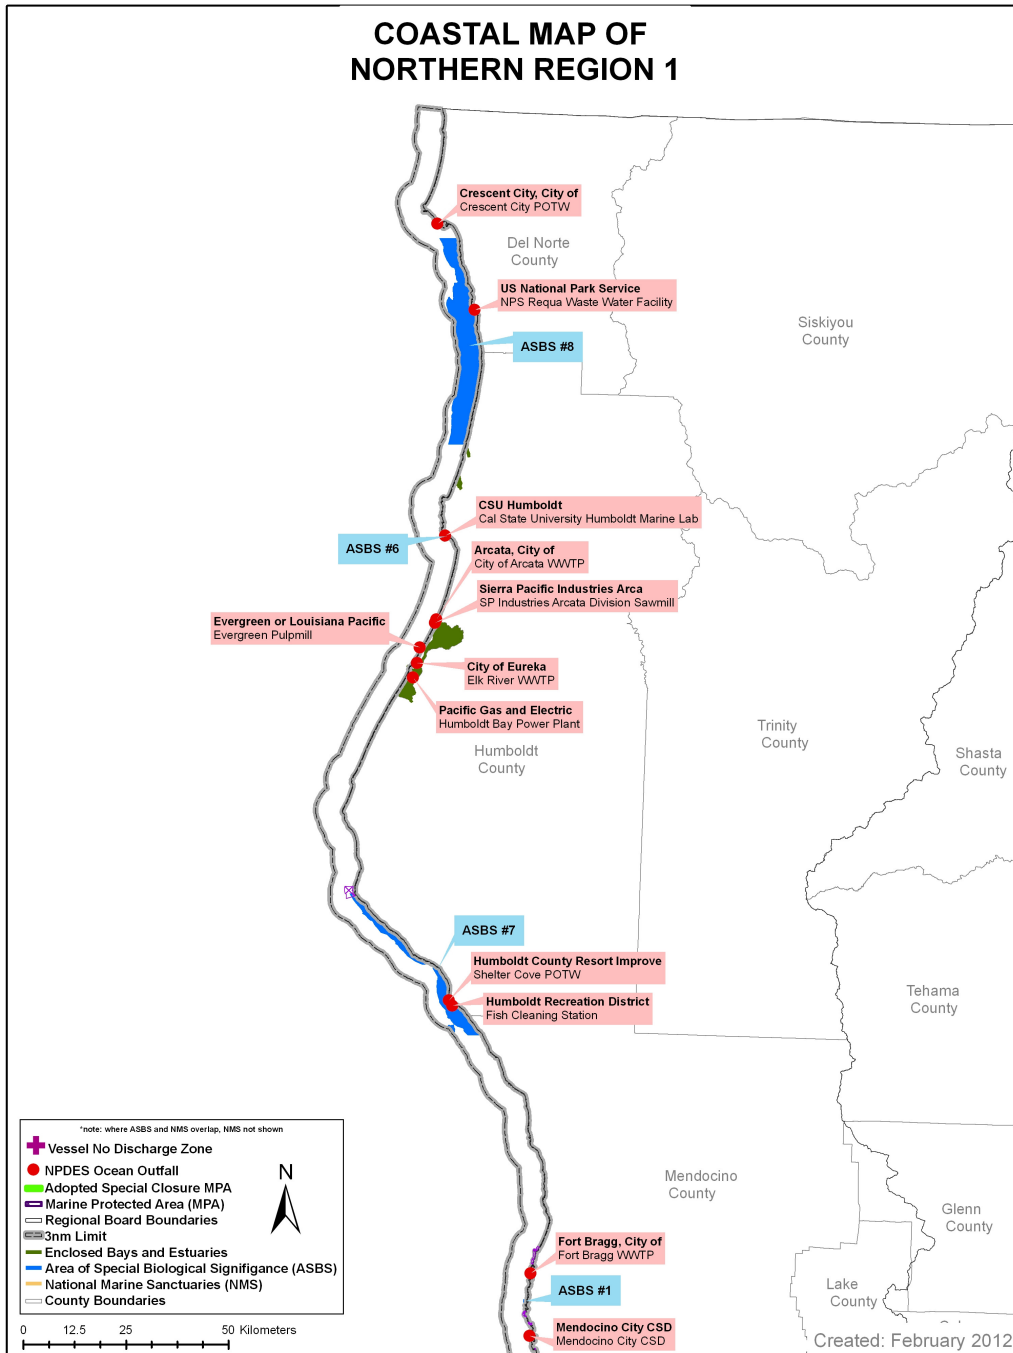 COASTAL MAP OF
NORTHERN REGION 1
Crescent City, City of
Crescent City POTW
Del Norte
County
US National Park Service
NPS Requa Waste Water Facility
Siskiyou
County
ASBS #8
CSU Humboldt
Cal State University Humboldt Marine Lab
ASBS #6
Arcata, City of
City of Arcata WWTP
Sierra Pacific Industries Arca
SP Industries Arcata Division Sawmill
Evergreen or Louisiana Pacific
Evergreen Pulpmill
City of Eureka
Elk River WWTP
Pacific Gas and Electric
Humboldt Bay Power Plant
Trinity
County
Humboldt
County
Shasta
County
ASBS #7
Humboldt County Resort Improve
Shelter Cove POTW
Humboldt Recreation District
Fish Cleaning Station
Tehama
County
*note: where ASBS and NMS overlap, NMS not shown
Vessel No Discharge Zone
NPDES Ocean Outfall
Adopted Special Closure MPA
Marine Protected Area (MPA)
Regional Board Boundaries
3nm Limit
Enclosed Bays and Estuaries
Area of Special Biological Signifigance (ASBS)
National Marine Sanctuaries (NMS)
County Boundaries
N
Mendocino
County
Glenn
County
Fort Bragg, City of
Fort Bragg WWTP
ASBS #1
Lake
County
Mendocino City CSD
Mendocino City CSD
0 12.5 25 50 Kilometers
Created: February 2012